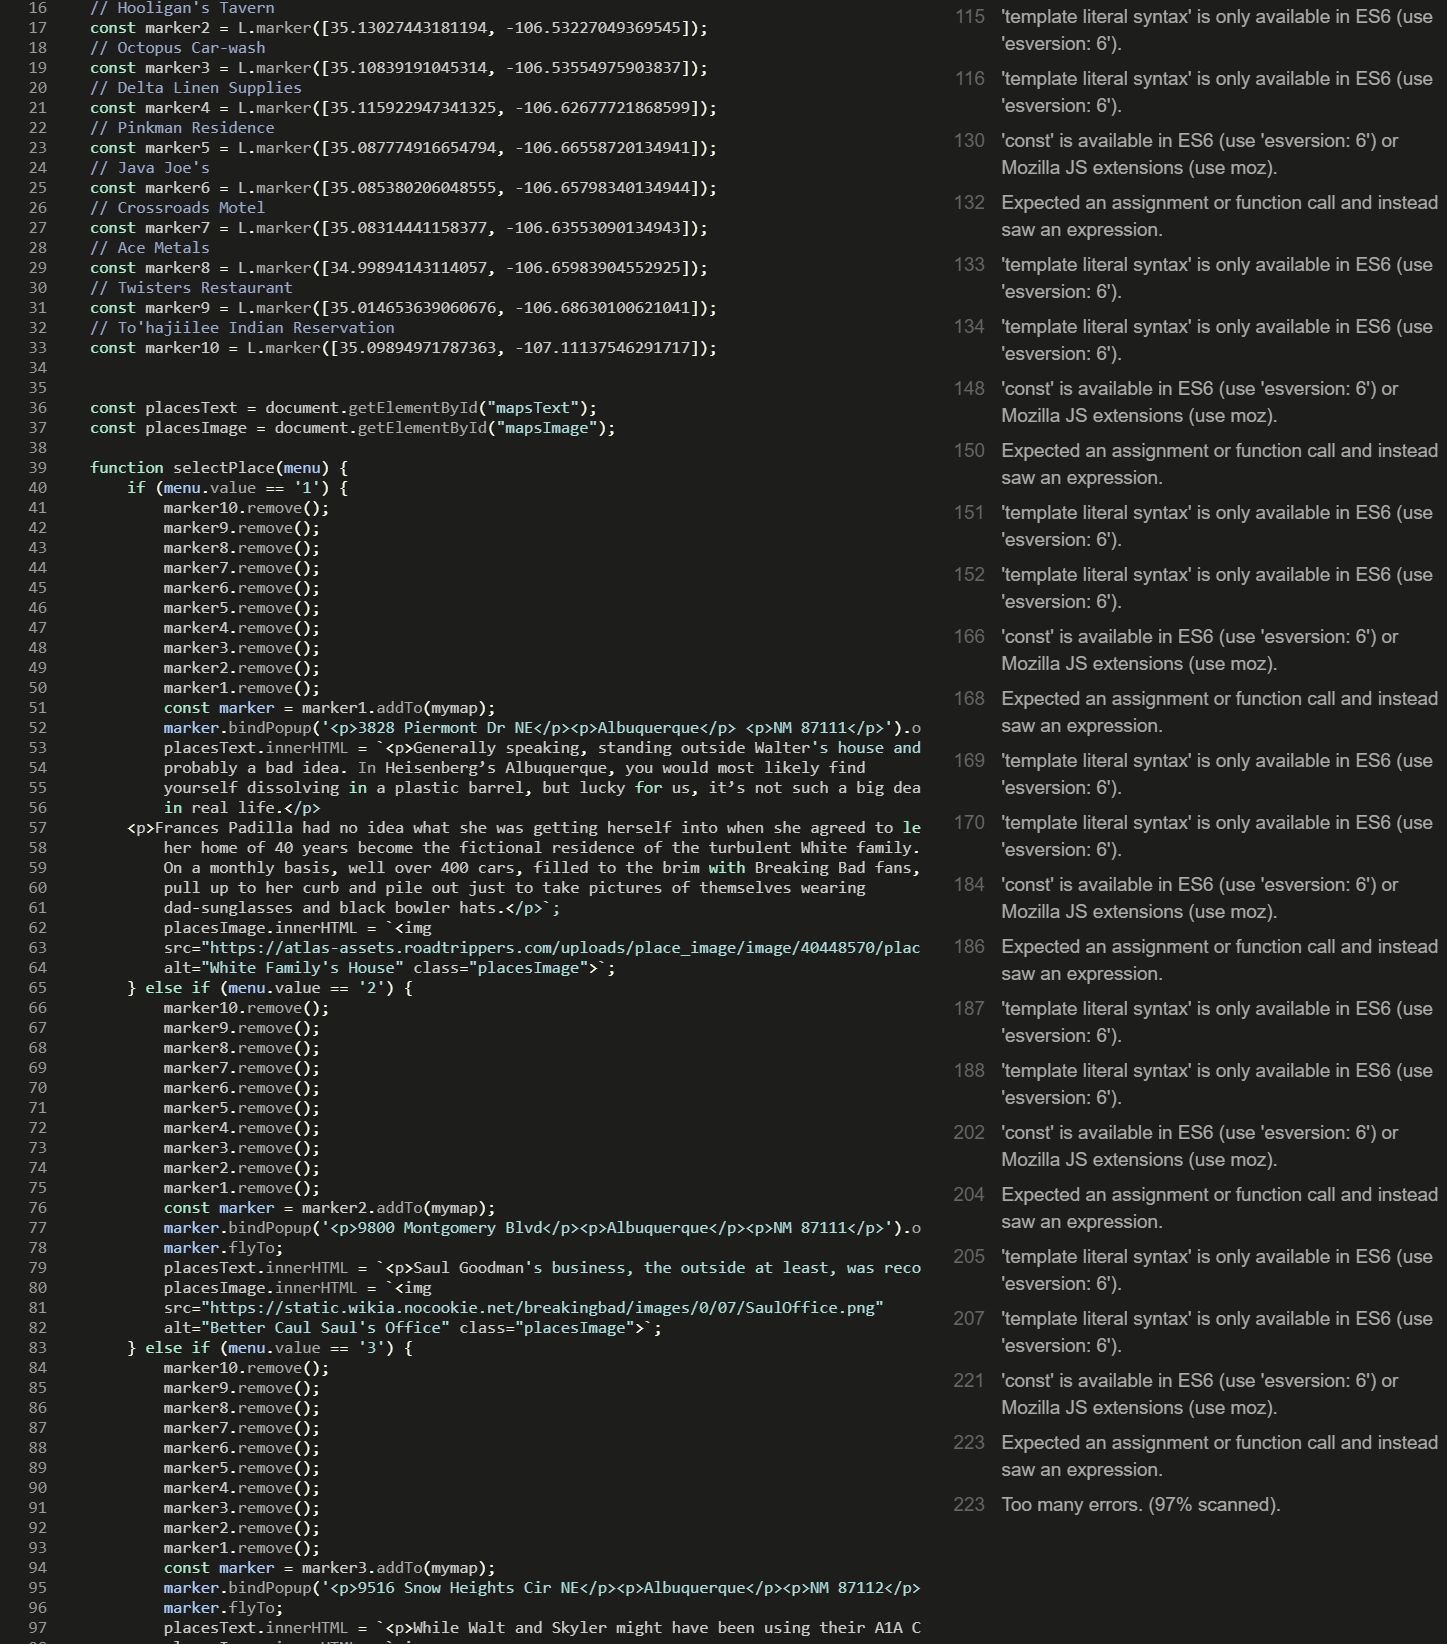 16 // Hooligan's Tavern
17 const marker2 = L.marker([35.13027443181194, -106.53227049369545]);
18 // Octopus Car-wash
19 const marker3 = L.marker([35.10839191045314, -106.53554975903837]);
20 // Delta Linen Supplies
21 const marker4 = L.marker([35.115922947341325, -106.62677721868599]);
22 // Pinkman Residence
23 const marker5 = L.marker([35.087774916654794, -106.66558720134941]);
24 // Java Joe's
25 const marker6 = L.marker([35.085380206048555, -106.65798340134944]);
26 // Crossroads Motel
27 const marker7 = L.marker([35.08314441158377, -106.63553090134943]);
28 // Ace Metals
29 const marker8 = L.marker([34.99894143114057, -106.65983904552925]);
30 // Twisters Restaurant
31 const marker9 = L.marker([35.014653639060676, -106.68630100621041]);
32 // To'hajiilee Indian Reservation
33 const marker10 = L.marker([35.09894971787363, -107.11137546291717]);
34
35
36 const placesText = document.getElementById("mapsText");
37 const placesImage = document.getElementById("mapsImage");
38
39 function selectPlace(menu) {
40 if (menu.value == '1') {
41 marker10.remove();
42 marker9.remove();
43 marker8.remove();
44 marker7.remove();
45 marker6.remove();
46 marker5.remove();
47 marker4.remove();
48 marker3.remove();
49 marker2.remove();
50 marker1.remove();
51 const marker = marker1.addTo(mymap);
52 marker.bindPopup('<p>3828 Piermont Dr NE</p><p>Albuquerque</p> <p>NM 87111</p>').o
53 placesText.innerHTML = `<p>Generally speaking, standing outside Walter's house and
54 probably a bad idea. In Heisenberg’s Albuquerque, you would most likely find
55 yourself dissolving in a plastic barrel, but lucky for us, it’s not such a big dea
56 in real life.</p>
57 <p>Frances Padilla had no idea what she was getting herself into when she agreed to le
58 her home of 40 years become the fictional residence of the turbulent White family.
59 On a monthly basis, well over 400 cars, filled to the brim with Breaking Bad fans,
60 pull up to her curb and pile out just to take pictures of themselves wearing
61 dad-sunglasses and black bowler hats.</p>`;
62 placesImage.innerHTML = `<img
63 src="https://atlas-assets.roadtrippers.com/uploads/place_image/image/40448570/plac
64 alt="White Family's House" class="placesImage">`;
65 } else if (menu.value == '2') {
66 marker10.remove();
67 marker9.remove();
68 marker8.remove();
69 marker7.remove();
70 marker6.remove();
71 marker5.remove();
72 marker4.remove();
73 marker3.remove();
74 marker2.remove();
75 marker1.remove();
76 const marker = marker2.addTo(mymap);
77 marker.bindPopup('<p>9800 Montgomery Blvd</p><p>Albuquerque</p><p>NM 87111</p>').o
78 marker.flyTo;
79 placesText.innerHTML = `<p>Saul Goodman's business, the outside at least, was reco
80 placesImage.innerHTML = `<img
81 src="https://static.wikia.nocookie.net/breakingbad/images/0/07/SaulOffice.png"
82 alt="Better Caul Saul's Office" class="placesImage">`;
83 } else if (menu.value == '3') {
84 marker10.remove();
85 marker9.remove();
86 marker8.remove();
87 marker7.remove();
88 marker6.remove();
89 marker5.remove();
90 marker4.remove();
91 marker3.remove();
92 marker2.remove();
93 marker1.remove();
94 const marker = marker3.addTo(mymap);
95 marker.bindPopup('<p>9516 Snow Heights Cir NE</p><p>Albuquerque</p><p>NM 87112</p>
96 marker.flyTo;
97 placesText.innerHTML = `<p>While Walt and Skyler might have been using their A1A C
115 'template literal syntax' is only available in ES6 (use
'esversion: 6').
116 'template literal syntax' is only available in ES6 (use
'esversion: 6').
130 'const' is available in ES6 (use 'esversion: 6') or
Mozilla JS extensions (use moz).
132 Expected an assignment or function call and instead
saw an expression.
133 'template literal syntax' is only available in ES6 (use
'esversion: 6').
134 'template literal syntax' is only available in ES6 (use
'esversion: 6').
148 'const' is available in ES6 (use 'esversion: 6') or
Mozilla JS extensions (use moz).
150 Expected an assignment or function call and instead
saw an expression.
151 'template literal syntax' is only available in ES6 (use
'esversion: 6').
152 'template literal syntax' is only available in ES6 (use
'esversion: 6').
166 'const' is available in ES6 (use 'esversion: 6') or
Mozilla JS extensions (use moz).
168 Expected an assignment or function call and instead
saw an expression.
169 'template literal syntax' is only available in ES6 (use
'esversion: 6').
170 'template literal syntax' is only available in ES6 (use
'esversion: 6').
184 'const' is available in ES6 (use 'esversion: 6') or
Mozilla JS extensions (use moz).
186 Expected an assignment or function call and instead
saw an expression.
187 'template literal syntax' is only available in ES6 (use
'esversion: 6').
188 'template literal syntax' is only available in ES6 (use
'esversion: 6').
202 'const' is available in ES6 (use 'esversion: 6') or
Mozilla JS extensions (use moz).
204 Expected an assignment or function call and instead
saw an expression.
205 'template literal syntax' is only available in ES6 (use
'esversion: 6').
207 'template literal syntax' is only available in ES6 (use
'esversion: 6').
221 'const' is available in ES6 (use 'esversion: 6') or
Mozilla JS extensions (use moz).
223 Expected an assignment or function call and instead
saw an expression.
223 Too many errors. (97% scanned).